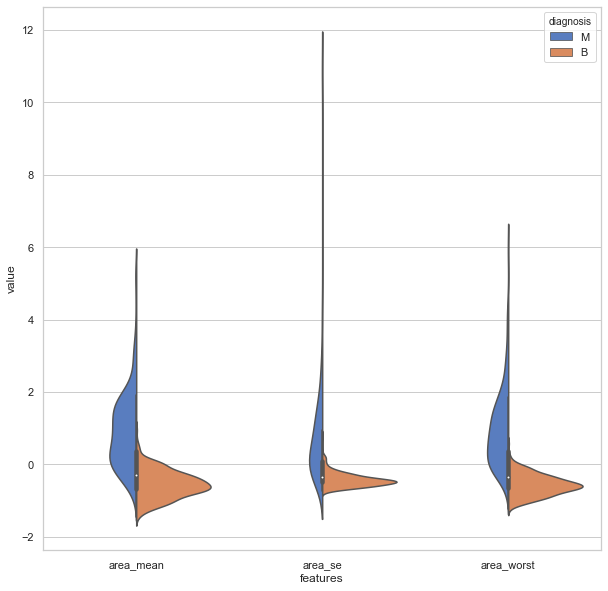 diagnosis
M
B
12
10
8
6
4
2
0
−2
value
area_mean
area_se
area_worst
features